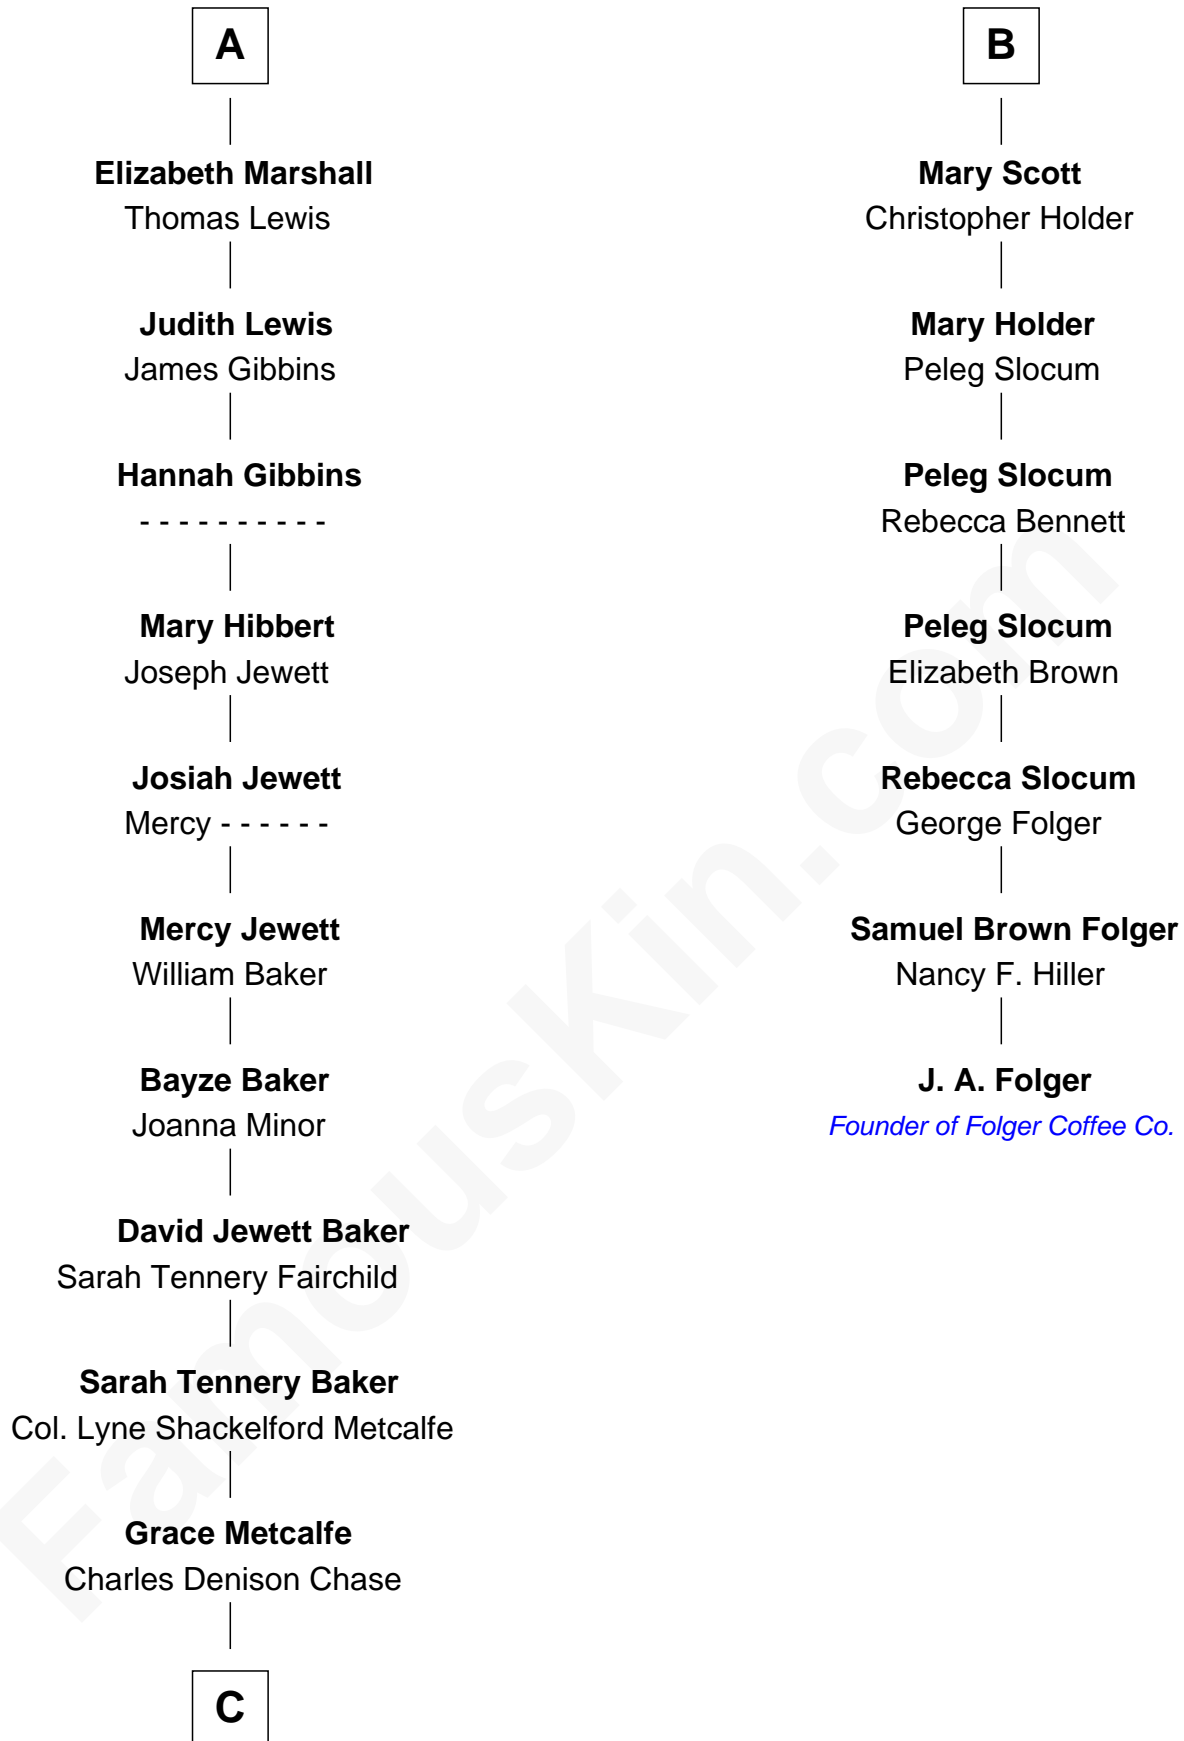 A
Elizabeth Marshall
Thomas Lewis
Judith Lewis
James Gibbins
Hannah Gibbins
- - - - - - - - - -
Mary Hibbert
Joseph Jewett
Josiah Jewett
Mercy - - - - - -
Mercy Jewett
William Baker
Bayze Baker
Joanna Minor
David Jewett Baker
Sarah Tennery Fairchild
Sarah Tennery Baker
Col. Lyne Shackelford Metcalfe
Grace Metcalfe
Charles Denison Chase
C
B
Mary Scott
Christopher Holder
Mary Holder
Peleg Slocum
Peleg Slocum
Rebecca Bennett
Peleg Slocum
Elizabeth Brown
Rebecca Slocum
George Folger
Samuel Brown Folger
Nancy F. Hiller
J. A. Folger
Founder of Folger Coffee Co.
FamousKin.com